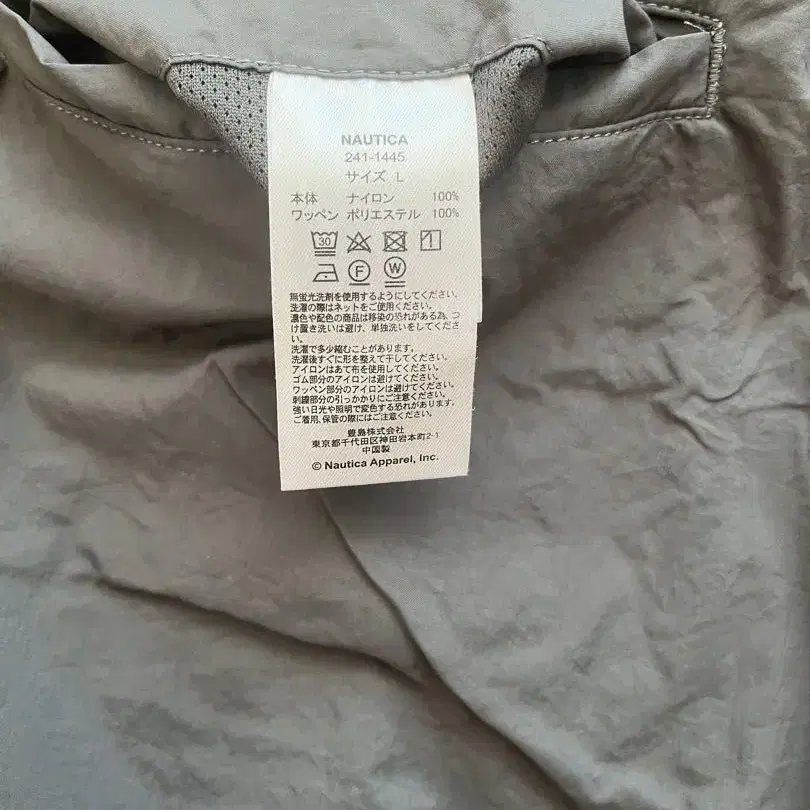 NAUTICA
241-1445
サイズ L
本体 ナイロン 100%
ワッペン ポリエステル 100%
30
F W
無蛍光洗剤を使用するようにしてください。
洗濯の際はネットをご使用ください。
濃色や配色の商品は移染の恐れがある為、つ
け置き洗いは避け、単独洗いをしてくださ
い。
洗濯で多少縮むことがあります。
洗濯後すぐに形を整えて干してください。
アイロンはあて布を使用してください。
ゴム部分のアイロンは避けてください。
ワッペン部分のアイロンは避けてください。
刺繍部分の引っかかりにご注意ください。
強い日光や照明で変色する恐れがあります。
ご着用、保管の際にはご注意ください。
豊島株式会社
東京都千代田区神田岩本町2-1
中国製
© Nautica Apparel, Inc.